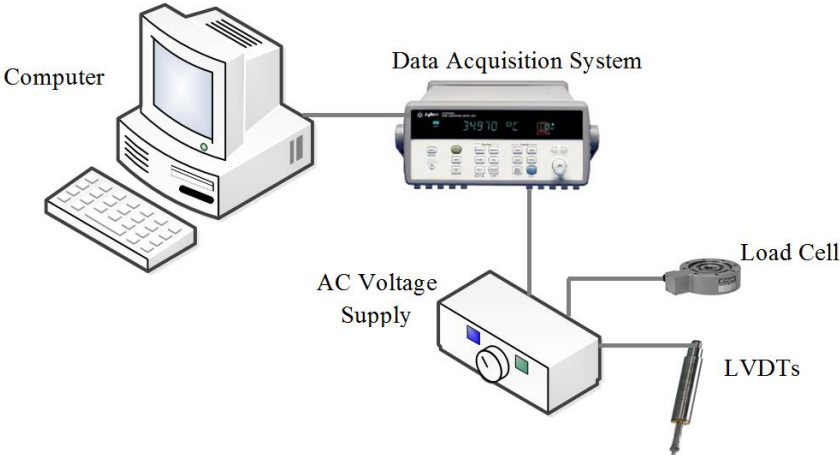 Data Acquisition System
Computer
34970 °C
AC Voltage
Supply
Load Cell
LVDTs